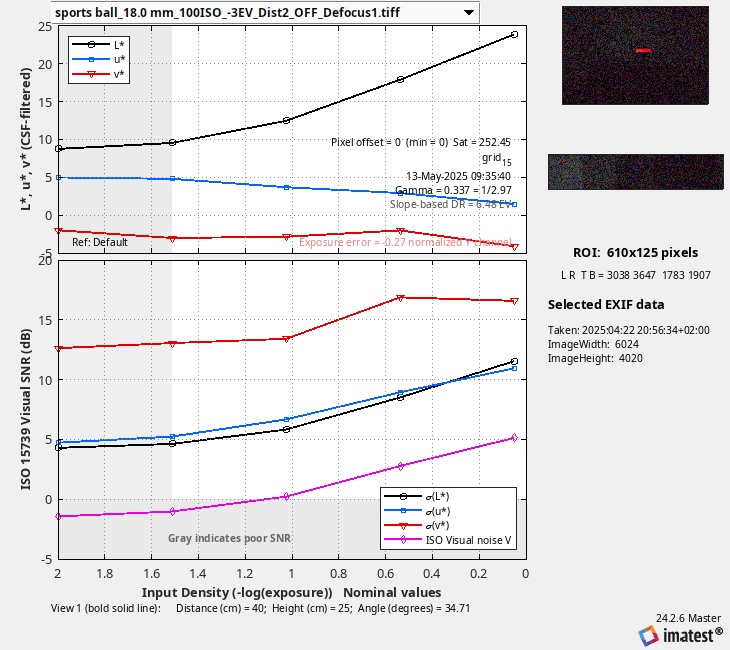 sports ball_18.0 mm_100ISO_-3EV_Dist2_OFF_Defocus1.tiff
L*, u*, v* (CSF-filtered)
25
20
15
10
5
0
-5
L*
u*
v*
Pixel offset = 0 (min = 0) Sat = 252.45
grid15
13-May-2025 09:35:40
Gamma = 0.337 = 1/2.97
Slope-based DR = 6.48 EV
Ref: Default
Exposure error = -0.27 normalized Y channel
ISO 15739 Visual SNR (dB)
20
15
10
5
0
-5
Gray indicates poor SNR
σ(L*)
σ(u*)
σ(v*)
ISO Visual noise V
2 1.8 1.6 1.4 1.2 1 0.8 0.6 0.4 0.2 0
Input Density (-log(exposure)) Nominal values
View 1 (bold solid line): Distance (cm) = 40; Height (cm) = 25; Angle (degrees) = 34.71
ROI: 610x125 pixels
L R T B = 3038 3647 1783 1907
Selected EXIF data
Taken: 2025:04:22 20:56:34+02:00
ImageWidth: 6024
ImageHeight: 4020
24.2.6 Master
imatest®